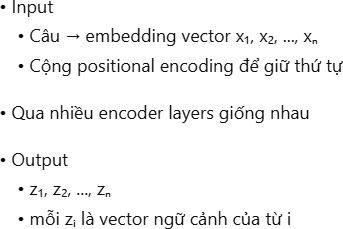 • Input
• Câu → embedding vector x₁, x₂, ..., xₙ
• Cộng positional encoding để giữ thứ tự
• Qua nhiều encoder layers giống nhau
• Output
• z₁, z₂, ..., zₙ
• mỗi zᵢ là vector ngữ cảnh của từ i